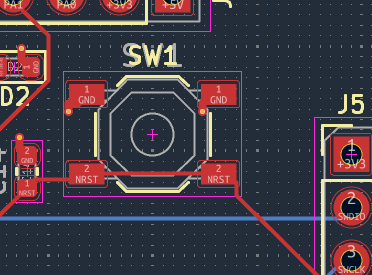 PA1
PA0
+3V3
+5V
SW1
D2
D2
1
GND
1
GND
J5
1
+3V3
2
GND
1
NRST
2
NRST
2
NRST
2
SWDIO
3
SWCLK